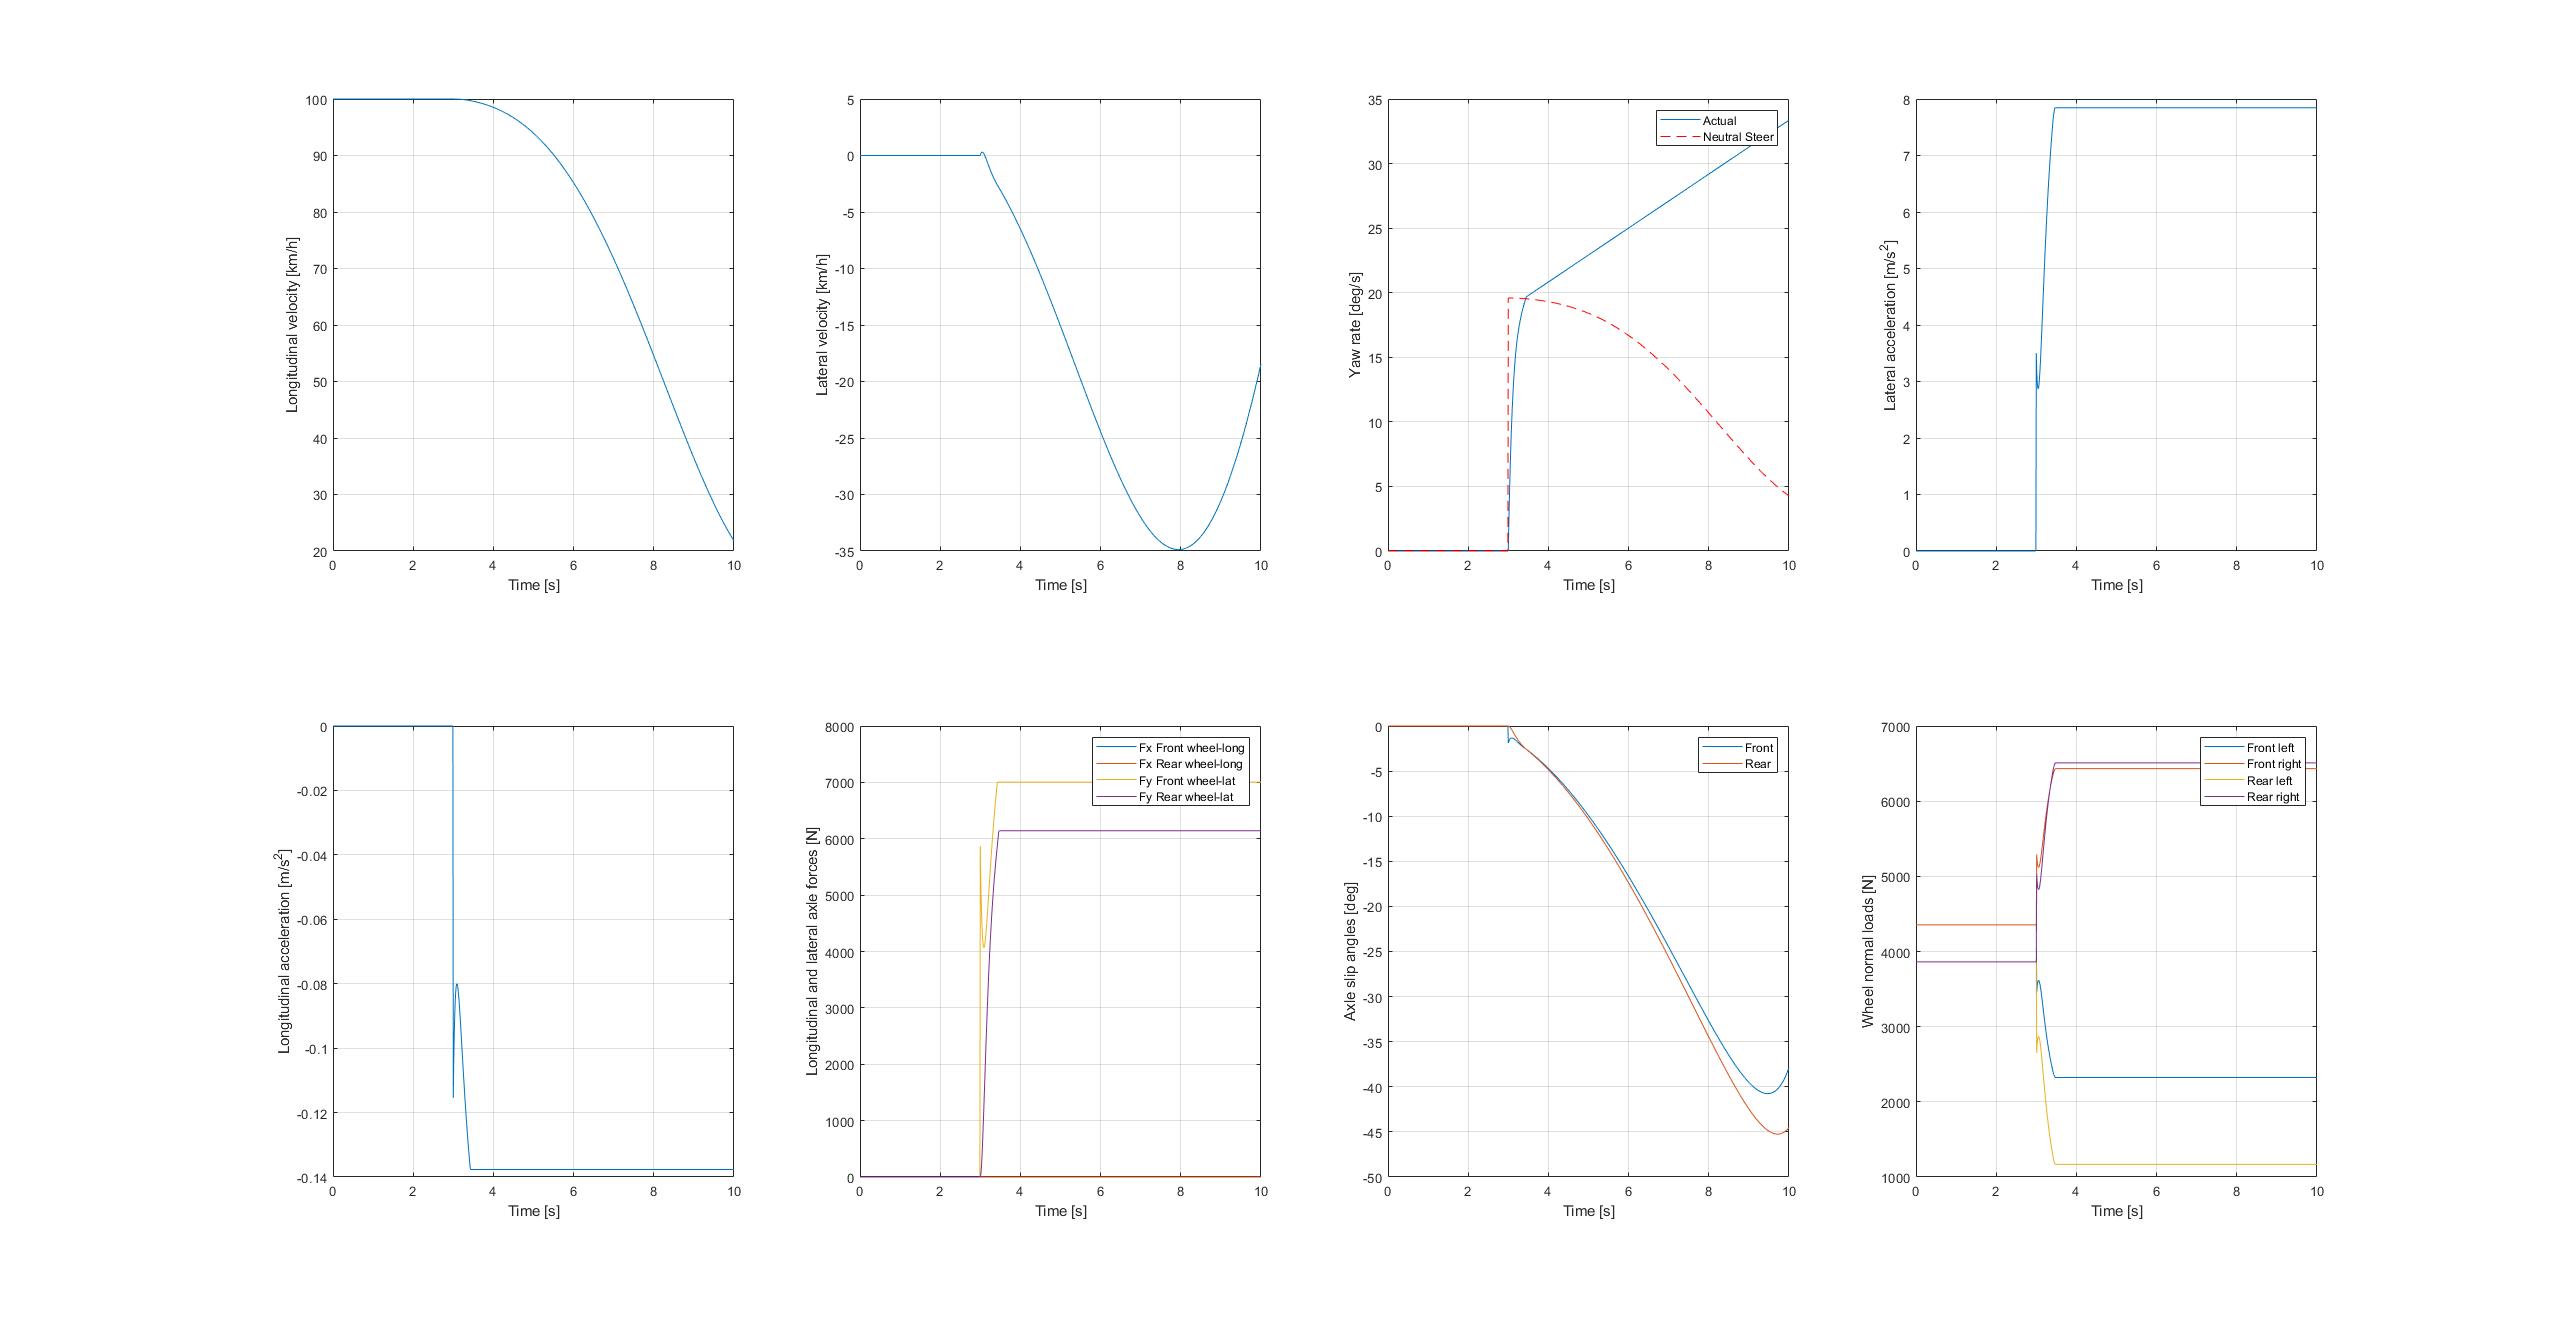 100
90
80
70
60
50
40
30
20
0 2 4 6 8 10
Longitudinal velocity [km/h]
Time [s]
5
0
-5
-10
-15
-20
-25
-30
-35
0 2 4 6 8 10
Lateral velocity [km/h]
Time [s]
35
30
25
20
15
10
5
0
0 2 4 6 8 10
Yaw rate [deg/s]
Time [s]
Actual
Neutral Steer
8
7
6
5
4
3
2
1
0
0 2 4 6 8 10
Lateral acceleration [m/s²]
Time [s]
0
-0.02
-0.04
-0.06
-0.08
-0.1
-0.12
-0.14
0 2 4 6 8 10
Longitudinal acceleration [m/s²]
Time [s]
8000
7000
6000
5000
4000
3000
2000
1000
0
0 2 4 6 8 10
Longitudinal and lateral axle forces [N]
Time [s]
Fx Front wheel-long
Fx Rear wheel-long
Fy Front wheel-lat
Fy Rear wheel-lat
0
-5
-10
-15
-20
-25
-30
-35
-40
-45
-50
0 2 4 6 8 10
Axle slip angles [deg]
Time [s]
Front
Rear
7000
6000
5000
4000
3000
2000
1000
0 2 4 6 8 10
Wheel normal loads [N]
Time [s]
Front left
Front right
Rear left
Rear right